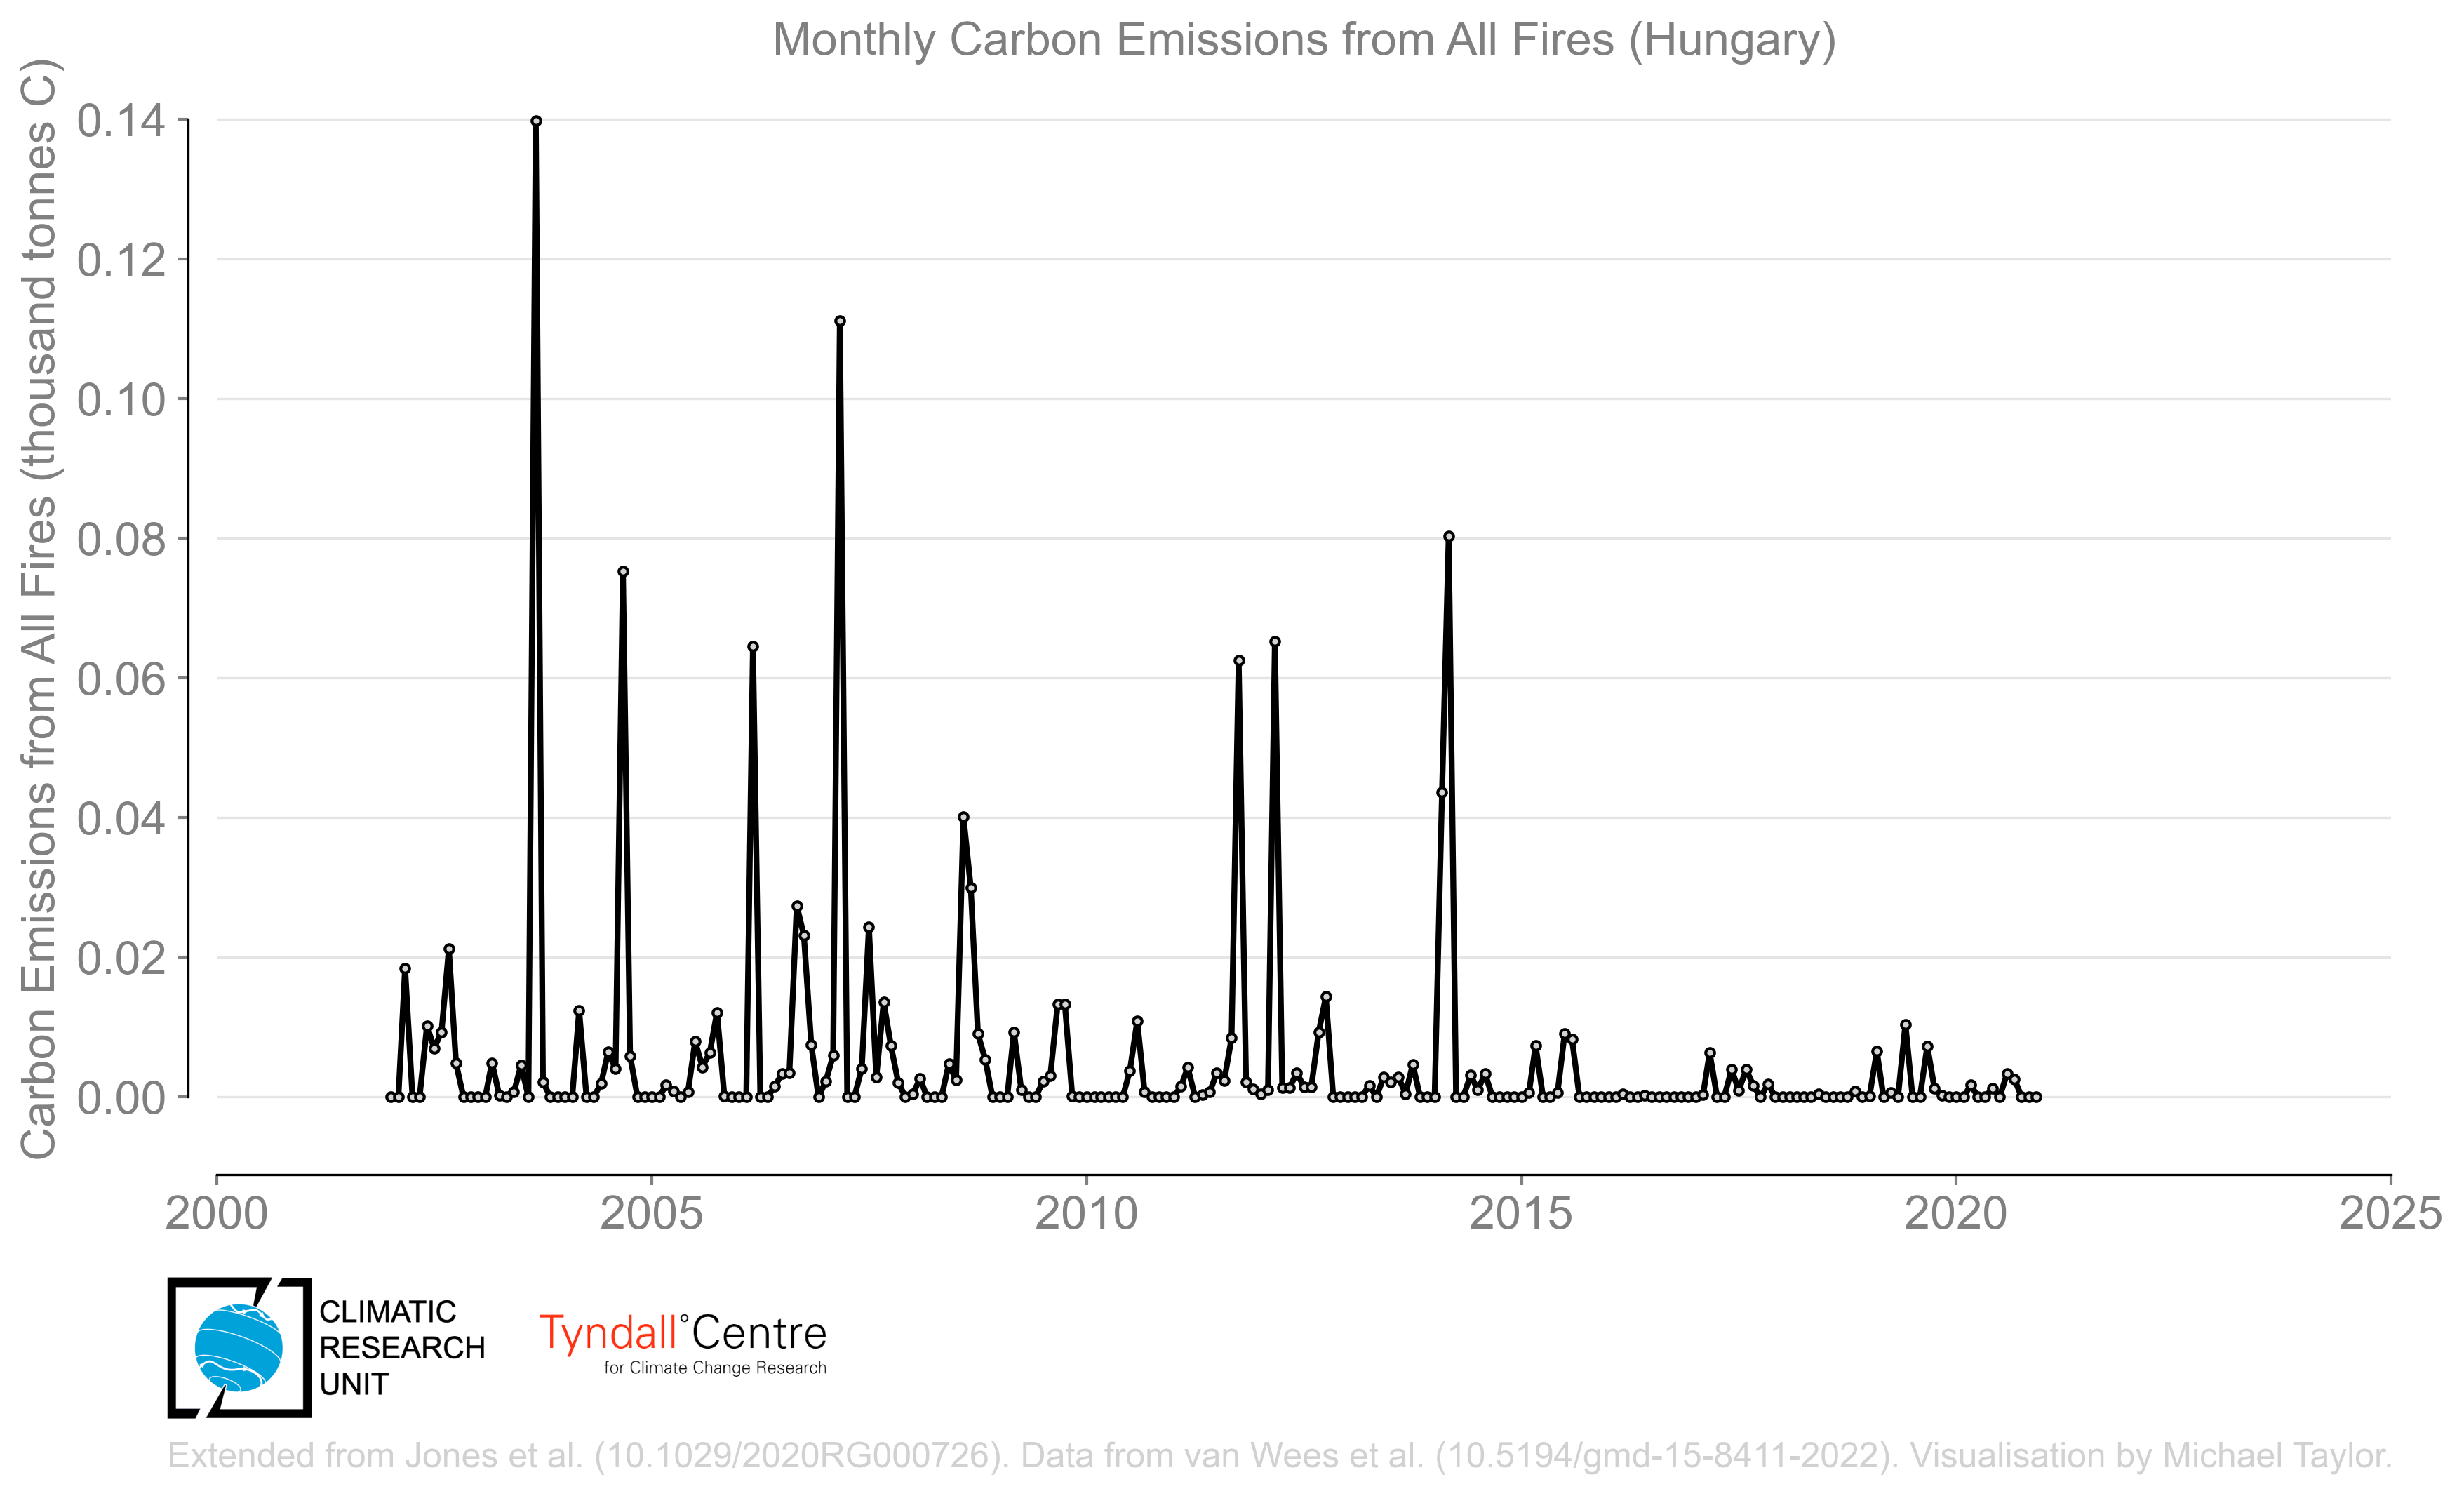 Monthly Carbon Emissions from All Fires (Hungary)
Carbon Emissions from All Fires (thousand tonnes C)
0.14
0.12
0.10
0.08
0.06
0.04
0.02
0.00
2000 2005 2010 2015 2020 2025
CLIMATIC
RESEARCH
UNIT
Tyndall°Centre
for Climate Change Research
Extended from Jones et al. (10.1029/2020RG000726). Data from van Wees et al. (10.5194/gmd-15-8411-2022). Visualisation by Michael Taylor.